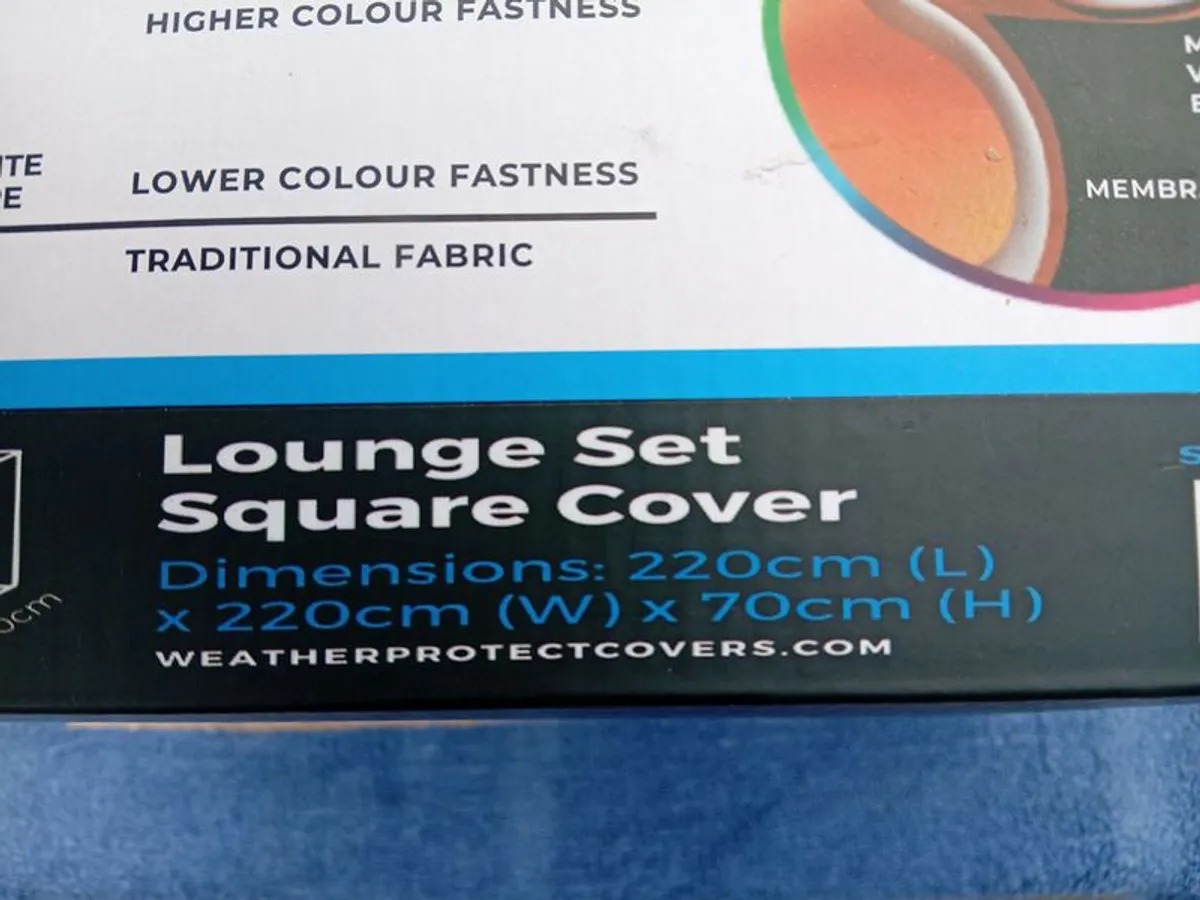 HIGHER COLOUR FASTNESS
LOWER COLOUR FASTNESS
TRADITIONAL FABRIC
Lounge Set
Square Cover
Dimensions: 220cm (L)
x 220cm (W) x 70cm (H)
WEATHERPROTECTCOVERS.COM